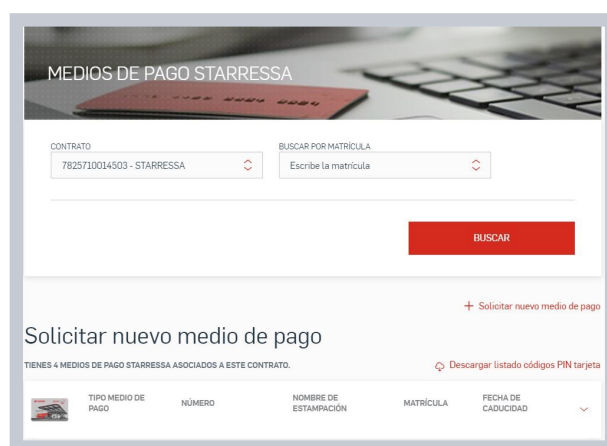 MEDIOS DE PAGO STARRESSA
CONTRATO
BUSCAR POR MATRÍCULA
7825710014503 - STARRESSA
Escribe la matrícula
BUSCAR
+ Solicitar nuevo medio de pago
Solicitar nuevo medio de pago
TIENES 4 MEDIOS DE PAGO STARRESSA ASOCIADOS A ESTE CONTRATO.
Descargar listado códigos PIN tarjeta
TIPO MEDIO DE
PAGO
NÚMERO
NOMBRE DE
ESTAMPACIÓN
MATRÍCULA
FECHA DE
CADUCIDAD